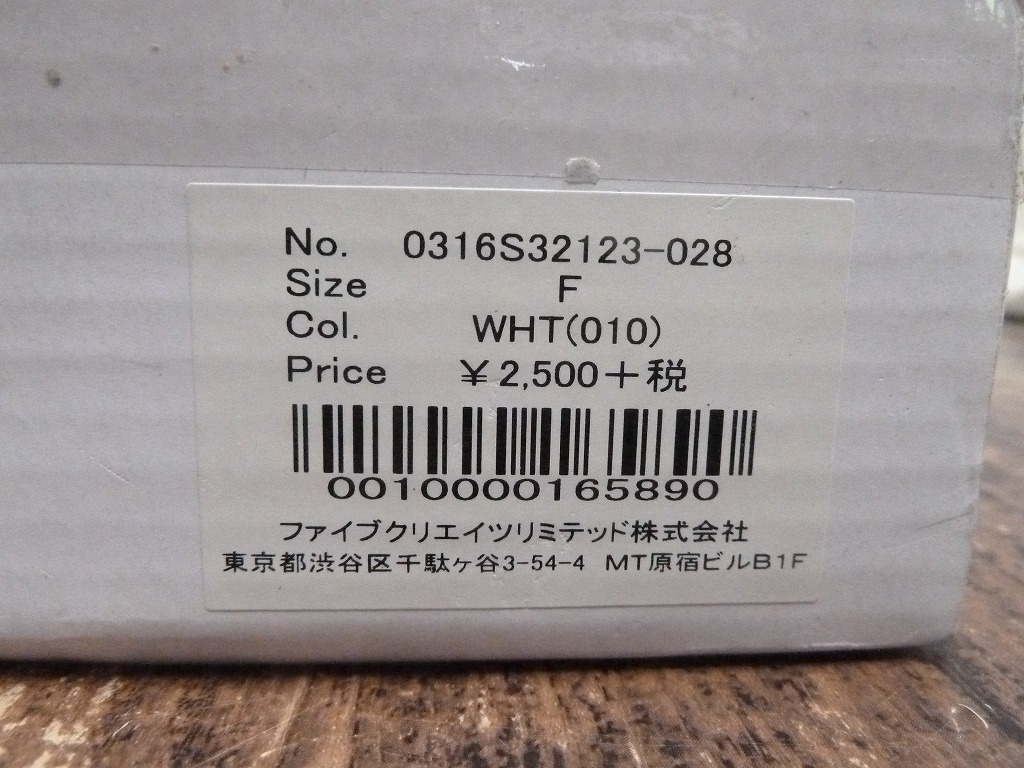 No. 0316S32123-028
Size F
Col. WHT(010)
Price ¥2,500+税
0010000165890
ファイブクリエイツリミテッド株式会社
東京都渋谷区千駄ヶ谷3-54-4 MT原宿ビルB1F